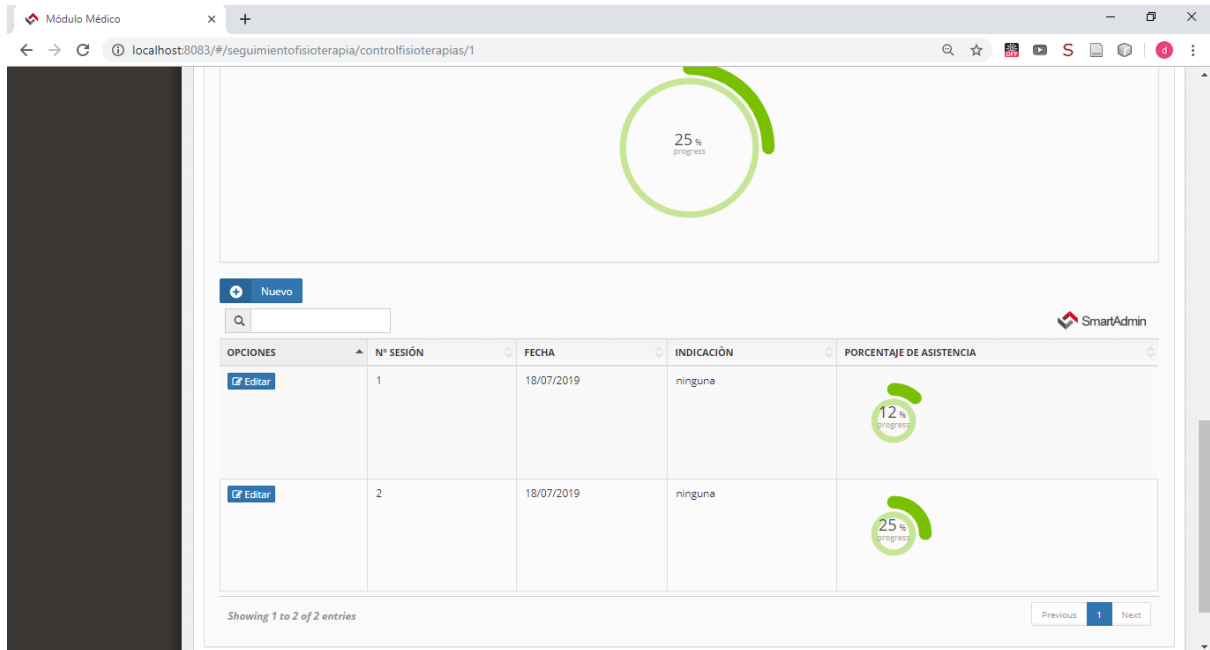 Módulo Médico
localhost:8083/#/seguimientofisioterapia/controlfisioterapias/1
OFF
S
d
25 %
progress
Nuevo
SmartAdmin
OPCIONES Nº SESIÓN FECHA INDICACIÒN PORCENTAJE DE ASISTENCIA
Editar 1 18/07/2019 ninguna
12 %
progress
Editar 2 18/07/2019 ninguna
25 %
progress
Showing 1 to 2 of 2 entries
Previous 1 Next